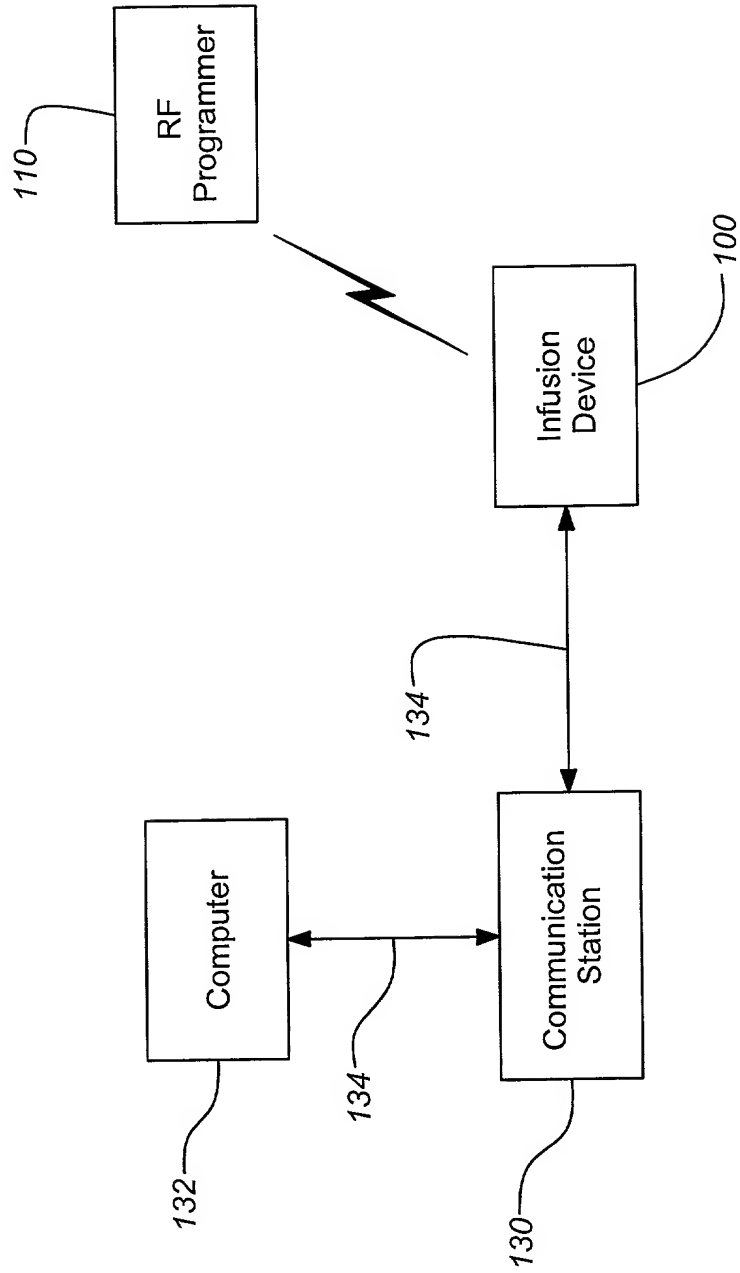 110
RF
Programmer
132
Computer
134
134
Infusion
Device
100
130
Communication
Station